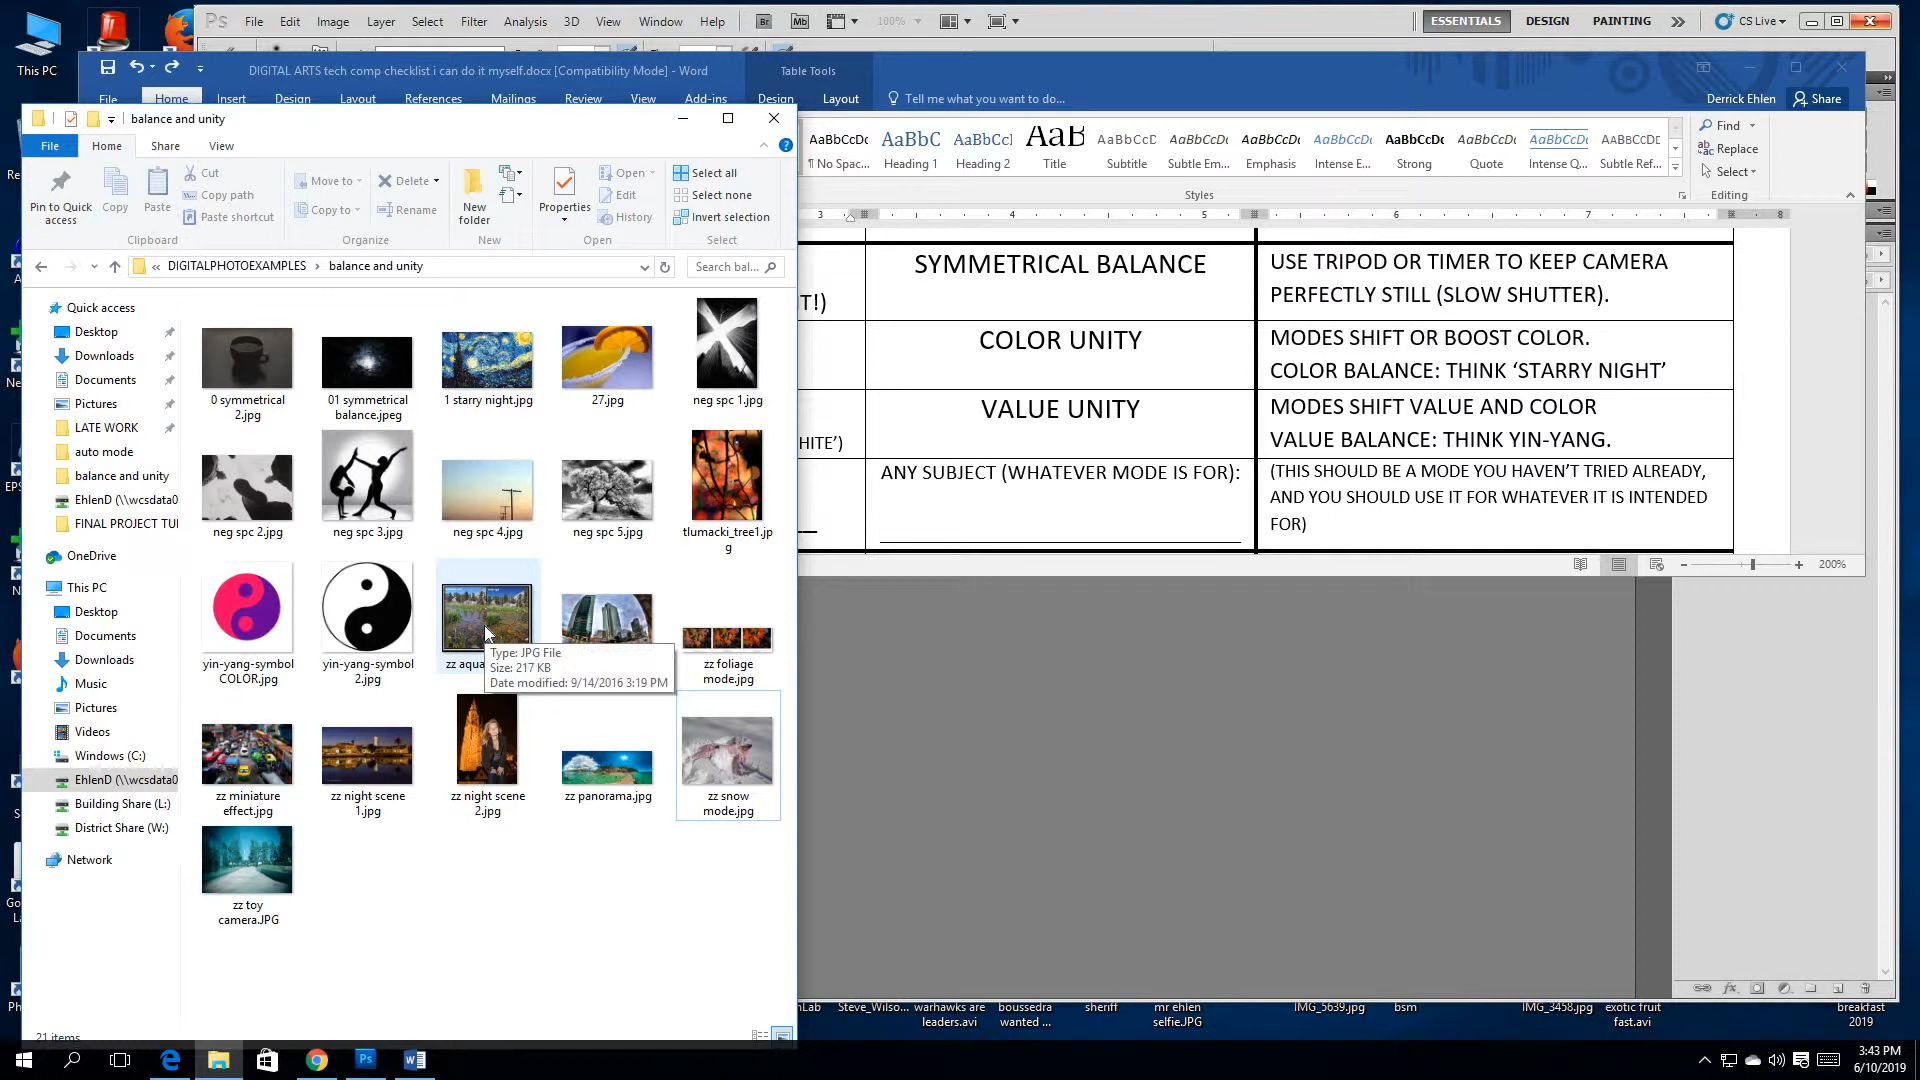 This PC
Ps File Edit Image Layer Select Filter Analysis 3D View Window Help Br Mb 100% ESSENTIALS DESIGN PAINTING CS Live
DIGITAL ARTS tech comp checklist i can do it myself.docx [Compatibility Mode] - Word Table Tools
File Home Insert Design Layout References Mailings Review View Add-ins Design Layout Tell me what you want to do... Derrick Ehlen Share
balance and unity
File Home Share View
AaBbCcDc AaBbC AaBbCcI AaB AaBbCcD AaBbCcDc AaBbCcDc AaBbCcDc AaBbCcDc AaBbCcDc AaBbCcDc AABBCCDC
¶ No Spac... Heading 1 Heading 2 Title Subtitle Subtle Em... Emphasis Intense E... Strong Quote Intense Q... Subtle Ref...
Find
Replace
Select
Styles Editing
Pin to Quick access
Copy
Paste
Cut
Copy path
Paste shortcut
Clipboard
Move to
Copy to
Delete
Rename
Organize
New folder
New
Properties
Open
Edit
History
Open
Select all
Select none
Invert selection
Select
3 4 5 6 7 8
« DIGITALPHOTOEXAMPLES › balance and unity
Search bal...
Quick access
Desktop
Downloads
Documents
Pictures
LATE WORK
auto mode
balance and unity
EhlenD (\\wcsdata0
FINAL PROJECT TUI
OneDrive
This PC
Desktop
Documents
Downloads
Music
Pictures
Videos
Windows (C:)
EhlenD (\\wcsdata0
Building Share (L:)
District Share (W:)
Network
0 symmetrical 2.jpg
01 symmetrical balance.jpeg
1 starry night.jpg
27.jpg
neg spc 1.jpg
neg spc 2.jpg
neg spc 3.jpg
neg spc 4.jpg
neg spc 5.jpg
tlumacki_tree1.jpg
yin-yang-symbol COLOR.jpg
yin-yang-symbol 2.jpg
zz aqua
Type: JPG File
Size: 217 KB
Date modified: 9/14/2016 3:19 PM
zz foliage mode.jpg
zz miniature effect.jpg
zz night scene 1.jpg
zz night scene 2.jpg
zz panorama.jpg
zz snow mode.jpg
zz toy camera.JPG
21 items
T!)
SYMMETRICAL BALANCE
USE TRIPOD OR TIMER TO KEEP CAMERA
PERFECTLY STILL (SLOW SHUTTER).
COLOR UNITY
MODES SHIFT OR BOOST COLOR.
COLOR BALANCE: THINK ‘STARRY NIGHT’
HITE’)
VALUE UNITY
MODES SHIFT VALUE AND COLOR
VALUE BALANCE: THINK YIN-YANG.
ANY SUBJECT (WHATEVER MODE IS FOR):
(THIS SHOULD BE A MODE YOU HAVEN’T TRIED ALREADY,
AND YOU SHOULD USE IT FOR WHATEVER IT IS INTENDED
FOR)
200%
Steve_Wilso...
warhawks are leaders.avi
boussedra wanted ...
sheriff
mr ehlen selfie.JPG
IMG_5639.jpg
bsm
IMG_3458.jpg
exotic fruit fast.avi
breakfast 2019
3:43 PM
6/10/2019